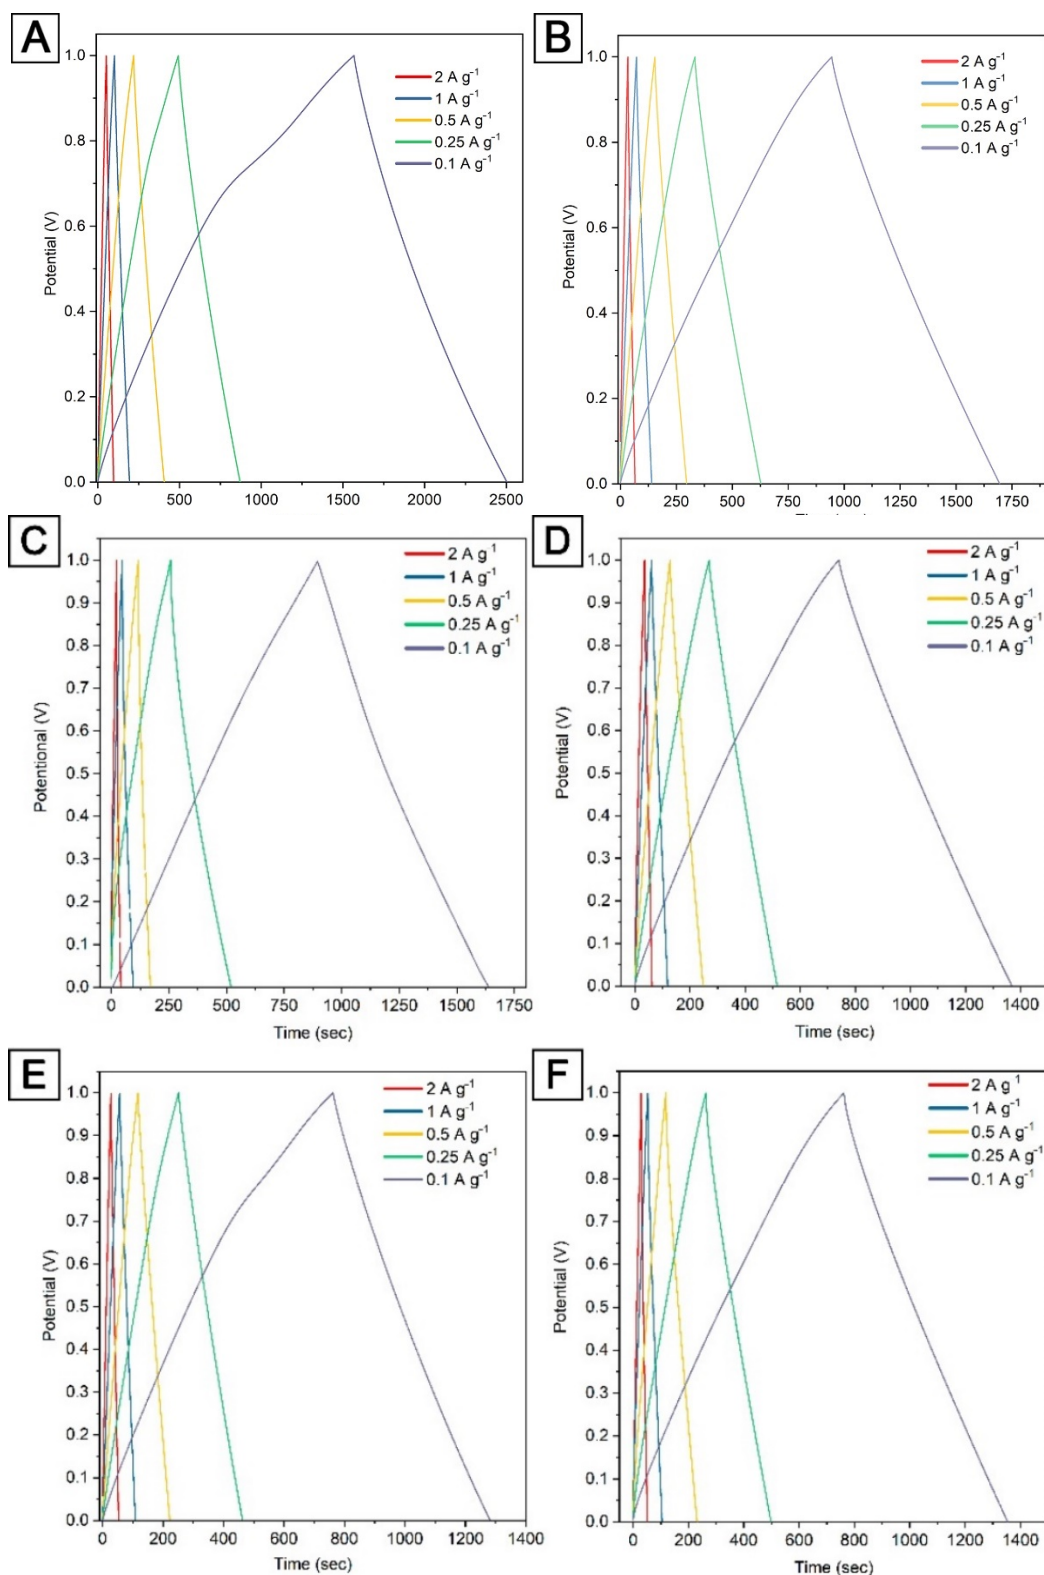 A
1.0
0.8
0.6
0.4
0.2
0.0
Potential (V)
2 A g⁻¹
1 A g⁻¹
0.5 A g⁻¹
0.25 A g⁻¹
0.1 A g⁻¹
0 500 1000 1500 2000 2500
B
1.0
0.8
0.6
0.4
0.2
0.0
Potential (V)
2 A g⁻¹
1 A g⁻¹
0.5 A g⁻¹
0.25 A g⁻¹
0.1 A g⁻¹
0 250 500 750 1000 1250 1500 1750
C
1.0
0.9
0.8
0.7
0.6
0.5
0.4
0.3
0.2
0.1
0.0
Potentional (V)
2 A g⁻¹
1 A g⁻¹
0.5 A g⁻¹
0.25 A g⁻¹
0.1 A g⁻¹
0 250 500 750 1000 1250 1500 1750
Time (sec)
D
1.0
0.9
0.8
0.7
0.6
0.5
0.4
0.3
0.2
0.1
0.0
Potential (V)
2 A g⁻¹
1 A g⁻¹
0.5 A g⁻¹
0.25 A g⁻¹
0.1 A g⁻¹
0 200 400 600 800 1000 1200 1400
Time (sec)
E
1.0
0.9
0.8
0.7
0.6
0.5
0.4
0.3
0.2
0.1
0.0
Potential (V)
2 A g⁻¹
1 A g⁻¹
0.5 A g⁻¹
0.25 A g⁻¹
0.1 A g⁻¹
0 200 400 600 800 1000 1200 1400
Time (sec)
F
1.0
0.9
0.8
0.7
0.6
0.5
0.4
0.3
0.2
0.1
0.0
Potential (V)
2 A g⁻¹
1 A g⁻¹
0.5 A g⁻¹
0.25 A g⁻¹
0.1 A g⁻¹
0 200 400 600 800 1000 1200 1400
Time (sec)